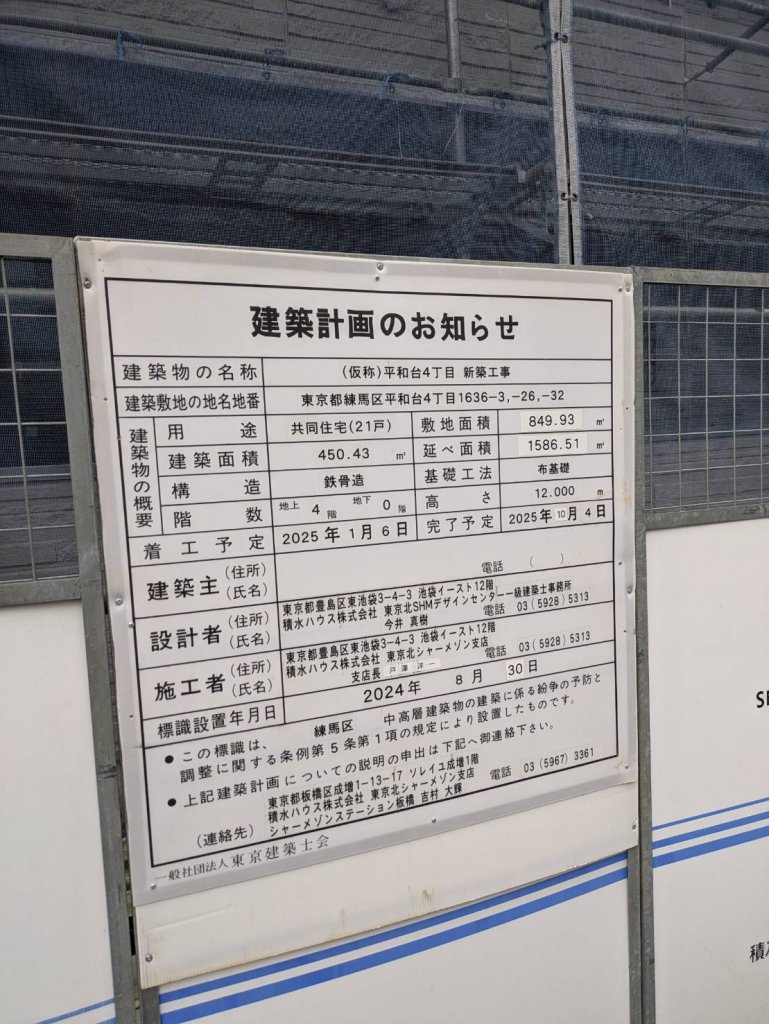 建築計画のお知らせ
建築物の名称 (仮称)平和台4丁目 新築工事
建築敷地の地名地番 東京都練馬区平和台4丁目1636-3,-26,-32
建築物の概要
用途 共同住宅(21戸) 敷地面積 849.93 ㎡
建築面積 450.43 ㎡ 延べ面積 1586.51 ㎡
構造 鉄骨造 基礎工法 布基礎
階数 地上 4 階 地下 0 階 高さ 12.000 m
着工予定 2025年1月6日 完了予定 2025年10月4日
建築主 (住所) (氏名) 電話 ( )
設計者 (住所) (氏名)
東京都豊島区東池袋3-4-3 池袋イースト12階
積水ハウス株式会社 東京北SHMデザインセンター一級建築士事務所
今井 真樹 電話 03(5928)5313
施工者 (住所) (氏名)
東京都豊島区東池袋3-4-3 池袋イースト12階
積水ハウス株式会社 東京北シャーメゾン支店
支店長 戸澤 洋一 電話 03(5928)5313
標識設置年月日 2024年 8月 30日
● この標識は、 練馬区 中高層建築物の建築に係る紛争の予防と
調整に関する条例第5条第1項の規定により設置したものです。
● 上記建築計画についての説明の申出は下記へ御連絡下さい。
東京都板橋区成増1-13-17 ソレイユ成増1階
積水ハウス株式会社 東京北シャーメゾン支店
(連絡先) シャーメゾンステーション板橋 吉村 大輝 電話 03(5967)3361
一般社団法人東京建築士会